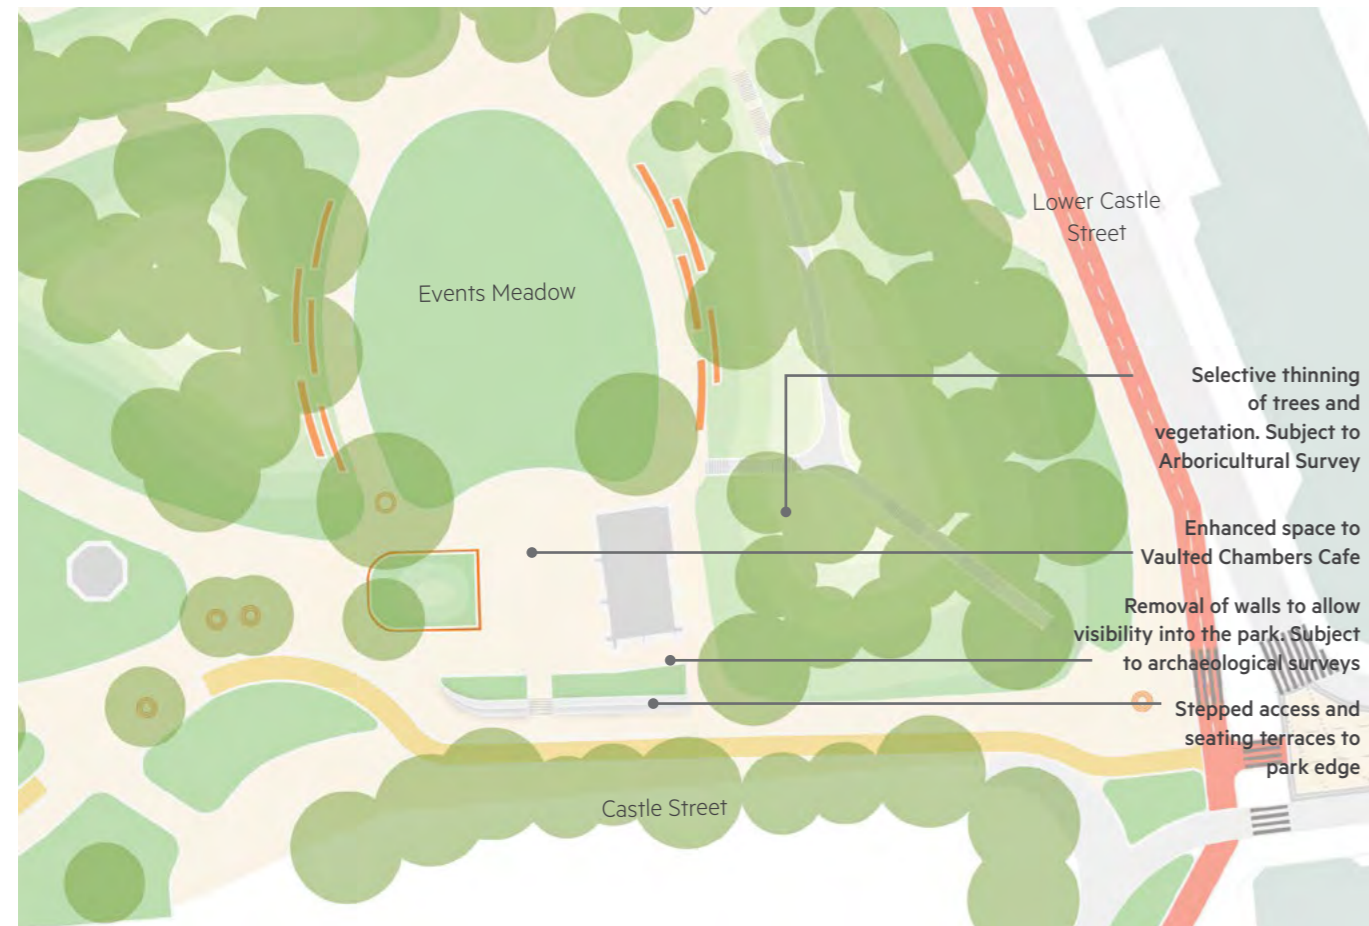 Lower Castle
Street
Events Meadow
Selective thinning
of trees and
vegetation. Subject to
Arboricultural Survey
Enhanced space to
Vaulted Chambers Cafe
Removal of walls to allow
visibility into the park. Subject
to archaeological surveys
Stepped access and
seating terraces to
park edge
Castle Street